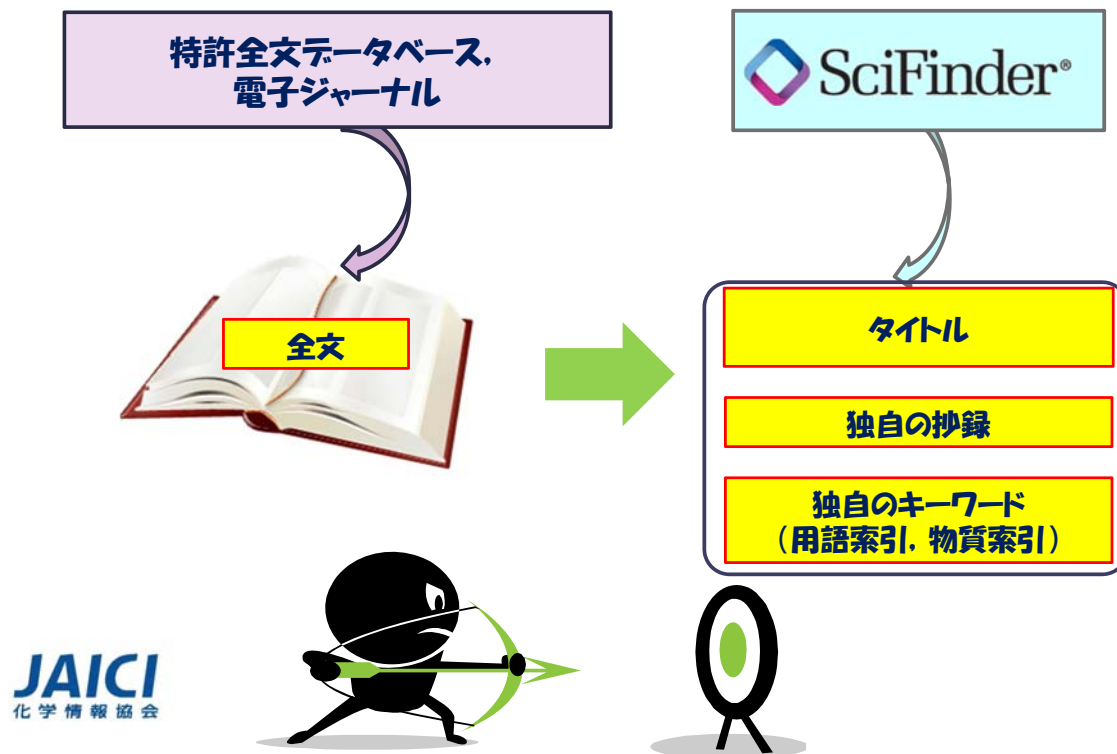 特許全文データベース,
電子ジャーナル
SciFinder®
全文
タイトル
独自の抄録
独自のキーワード
(用語索引, 物質索引)
JAICI
化学情報協会